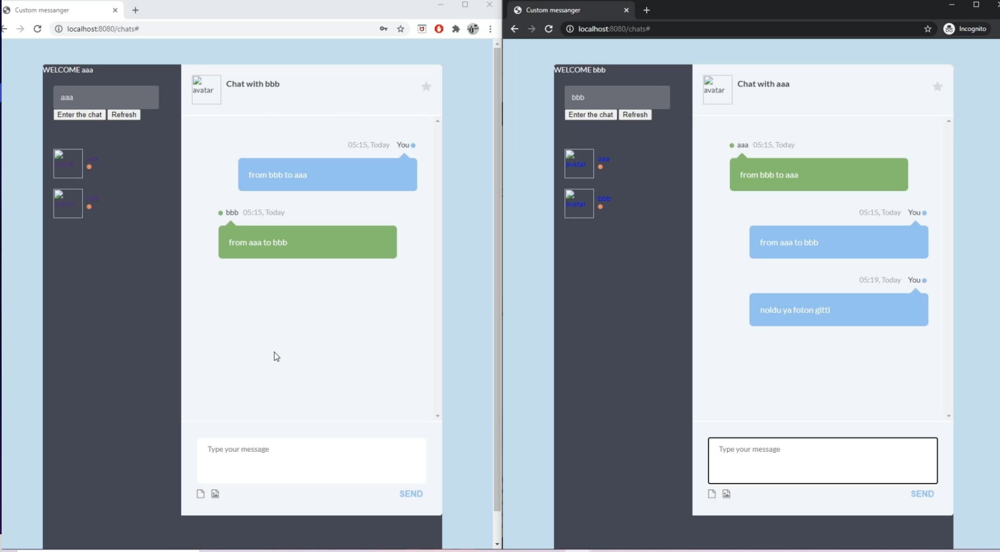 Custom messanger
localhost:8080/chats#
WELCOME aaa
aaa
Enter the chat Refresh
avatar
avatar
avatar
Chat with bbb
05:15, Today You
from bbb to aaa
bbb 05:15, Today
from aaa to bbb
Type your message
SEND
Custom messanger
localhost:8080/chats#
Incognito
WELCOME bbb
bbb
Enter the chat Refresh
avatar
aaa
avatar
bbb
avatar
Chat with aaa
aaa 05:15, Today
from bbb to aaa
05:15, Today You
from aaa to bbb
05:19, Today You
noldu ya foton gitti
Type your message
SEND